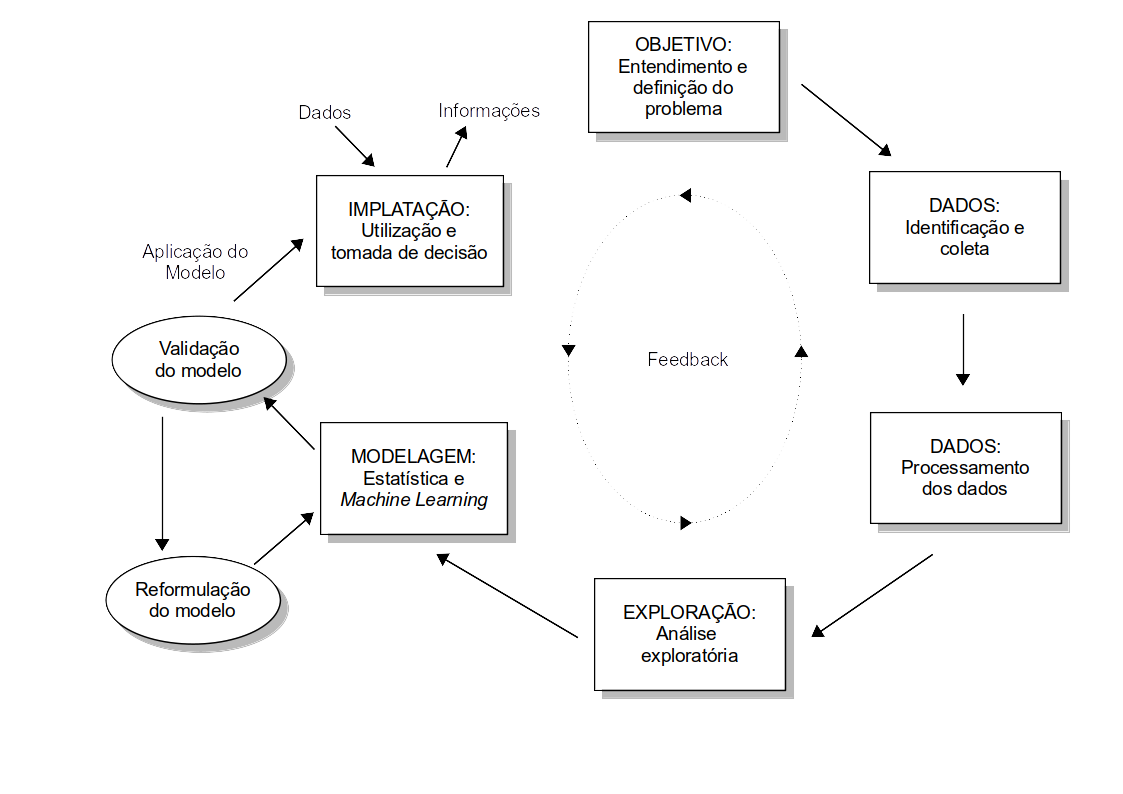 OBJETIVO:
Entendimento e
definição do
problema
DADOS:
Identificação e
coleta
DADOS:
Processamento
dos dados
EXPLORAÇÃO:
Análise
exploratória
MODELAGEM:
Estatística e
Machine Learning
Validação
do modelo
Reformulação
do modelo
Aplicação do
Modelo
IMPLATAÇÃO:
Utilização e
tomada de decisão
Dados
Informações
Feedback